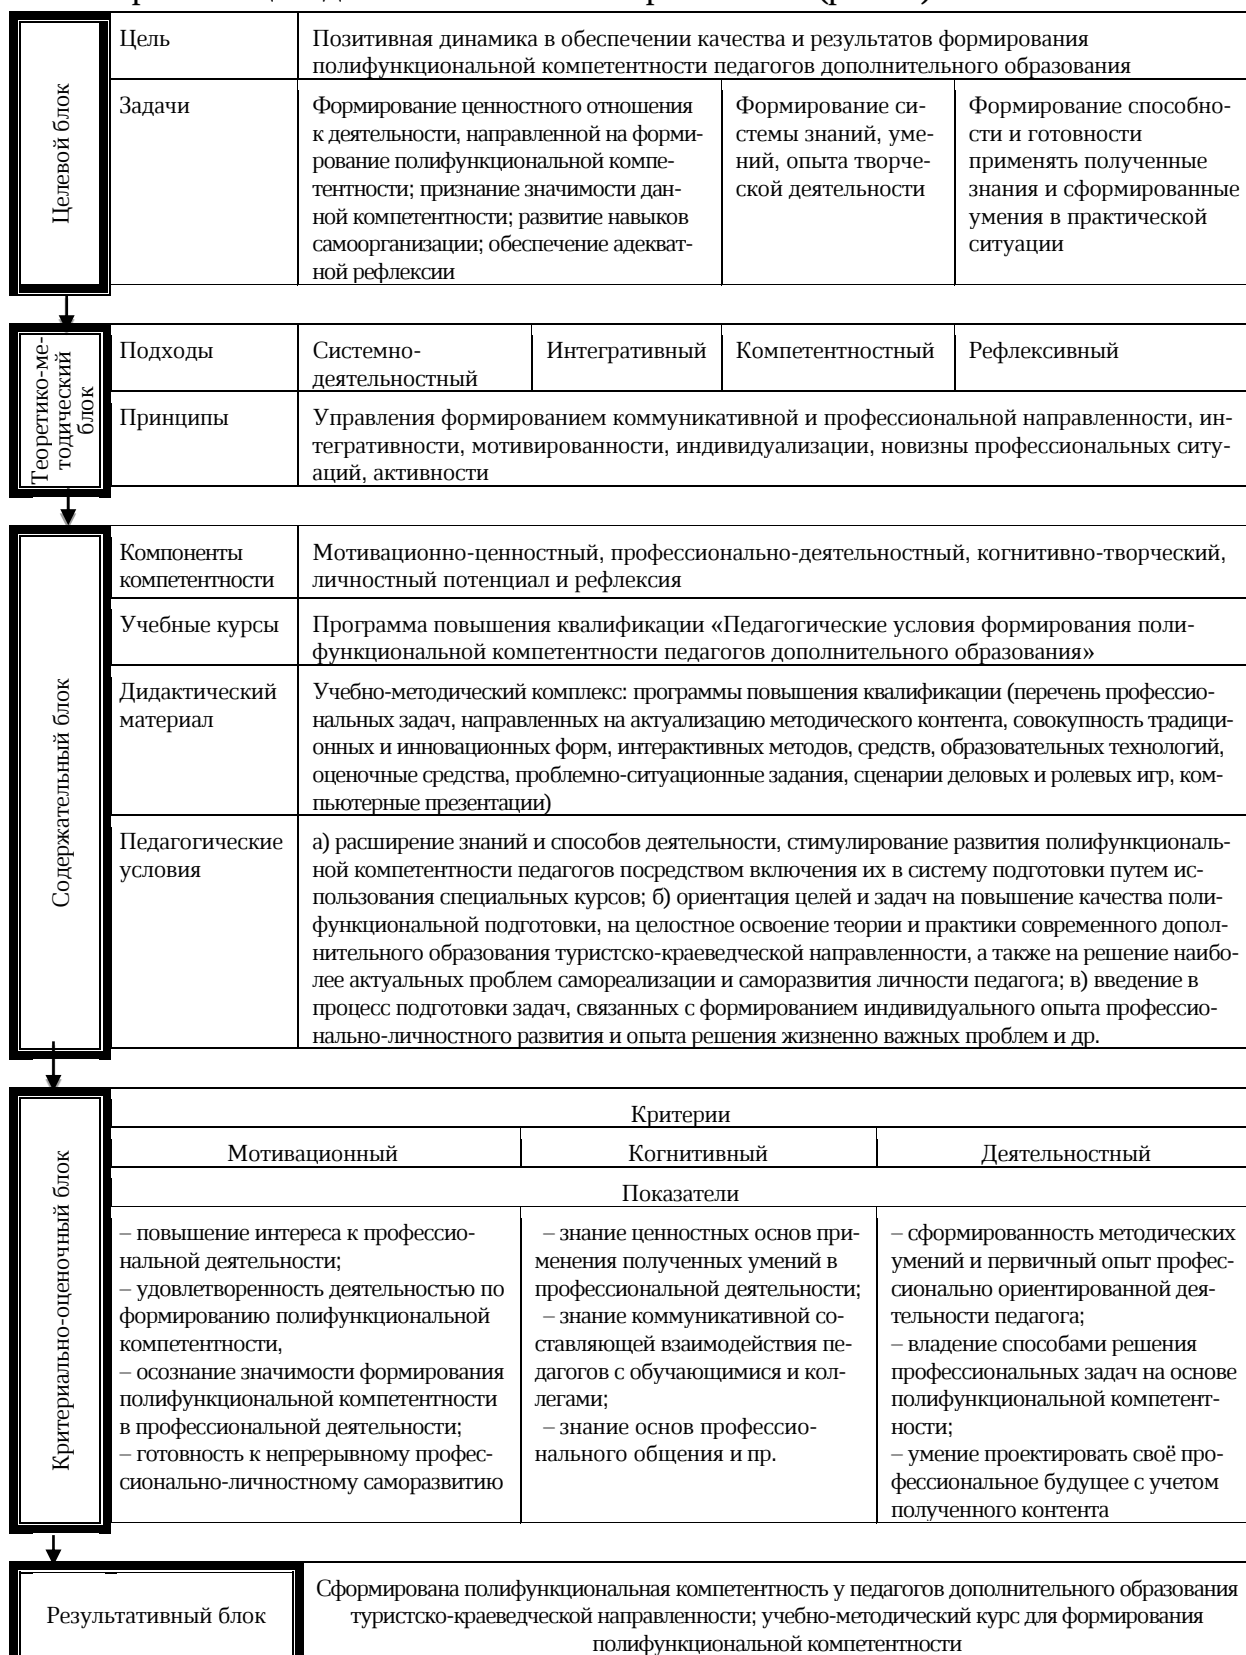 Целевой блок
Цель
Позитивная динамика в обеспечении качества и результатов формирования
полифункциональной компетентности педагогов дополнительного образования
Задачи
Формирование ценностного отношения
к деятельности, направленной на форми-
рование полифункциональной компе-
тентности; признание значимости дан-
ной компетентности; развитие навыков
самоорганизации; обеспечение адекват-
ной рефлексии
Формирование си-
стемы знаний, уме-
ний, опыта творче-
ской деятельности
Формирование способно-
сти и готовности
применять полученные
знания и сформированные
умения в практической
ситуации
Теоретико-ме-
тодический
блок
Подходы
Системно-
деятельностный
Интегративный
Компетентностный
Рефлексивный
Принципы
Управления формированием коммуникативной и профессиональной направленности, ин-
тегративности, мотивированности, индивидуализации, новизны профессиональных ситу-
аций, активности
Содержательный блок
Компоненты
компетентности
Мотивационно-ценностный, профессионально-деятельностный, когнитивно-творческий,
личностный потенциал и рефлексия
Учебные курсы
Программа повышения квалификации «Педагогические условия формирования поли-
функциональной компетентности педагогов дополнительного образования»
Дидактический
материал
Учебно-методический комплекс: программы повышения квалификации (перечень профессио-
нальных задач, направленных на актуализацию методического контента, совокупность традици-
онных и инновационных форм, интерактивных методов, средств, образовательных технологий,
оценочные средства, проблемно-ситуационные задания, сценарии деловых и ролевых игр, ком-
пьютерные презентации)
Педагогические
условия
а) расширение знаний и способов деятельности, стимулирование развития полифункциональ-
ной компетентности педагогов посредством включения их в систему подготовки путем ис-
пользования специальных курсов; б) ориентация целей и задач на повышение качества поли-
функциональной подготовки, на целостное освоение теории и практики современного допол-
нительного образования туристско-краеведческой направленности, а также на решение наибо-
лее актуальных проблем самореализации и саморазвития личности педагога; в) введение в
процесс подготовки задач, связанных с формированием индивидуального опыта профессио-
нально-личностного развития и опыта решения жизненно важных проблем и др.
Критериально-оценочный блок
Критерии
Мотивационный
Когнитивный
Деятельностный
Показатели
– повышение интереса к профессио-
нальной деятельности;
– удовлетворенность деятельностью по
формированию полифункциональной
компетентности,
– осознание значимости формирования
полифункциональной компетентности
в профессиональной деятельности;
– готовность к непрерывному профес-
сионально-личностному саморазвитию
– знание ценностных основ при-
менения полученных умений в
профессиональной деятельности;
– знание коммуникативной со-
ставляющей взаимодействия пе-
дагогов с обучающимися и кол-
легами;
– знание основ профессио-
нального общения и пр.
– сформированность методических
умений и первичный опыт профес-
сионально ориентированной дея-
тельности педагога;
– владение способами решения
профессиональных задач на основе
полифункциональной компетент-
ности;
– умение проектировать своё про-
фессиональное будущее с учетом
полученного контента
Результативный блок
Сформирована полифункциональная компетентность у педагогов дополнительного образования
туристско-краеведческой направленности; учебно-методический курс для формирования
полифункциональной компетентности